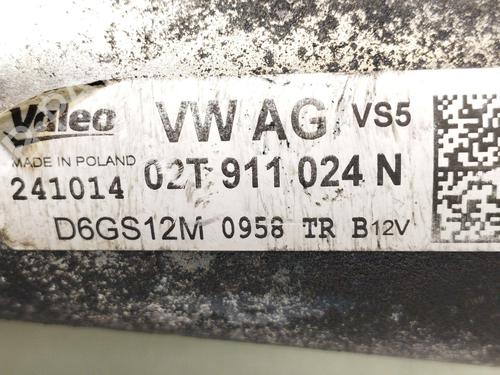 Valeo VW AG VS5
MADE IN POLAND
241014 02T 911 024 N
D6GS12M 0958 TR B12V